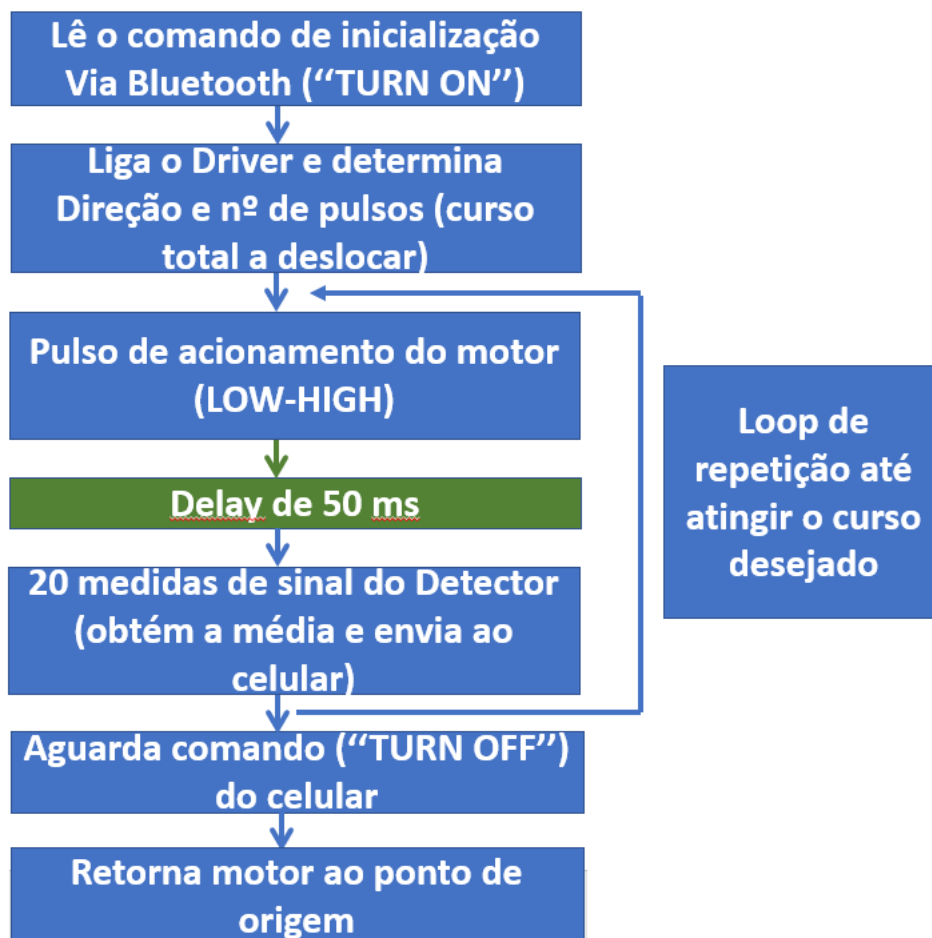 Lê o comando de inicialização
Via Bluetooth (‘‘TURN ON’’)
Liga o Driver e determina
Direção e nº de pulsos (curso
total a deslocar)
Pulso de acionamento do motor
(LOW-HIGH)
Delay de 50 ms
20 medidas de sinal do Detector
(obtém a média e envia ao
celular)
Aguarda comando (‘‘TURN OFF’’)
do celular
Retorna motor ao ponto de
origem
Loop de
repetição até
atingir o curso
desejado